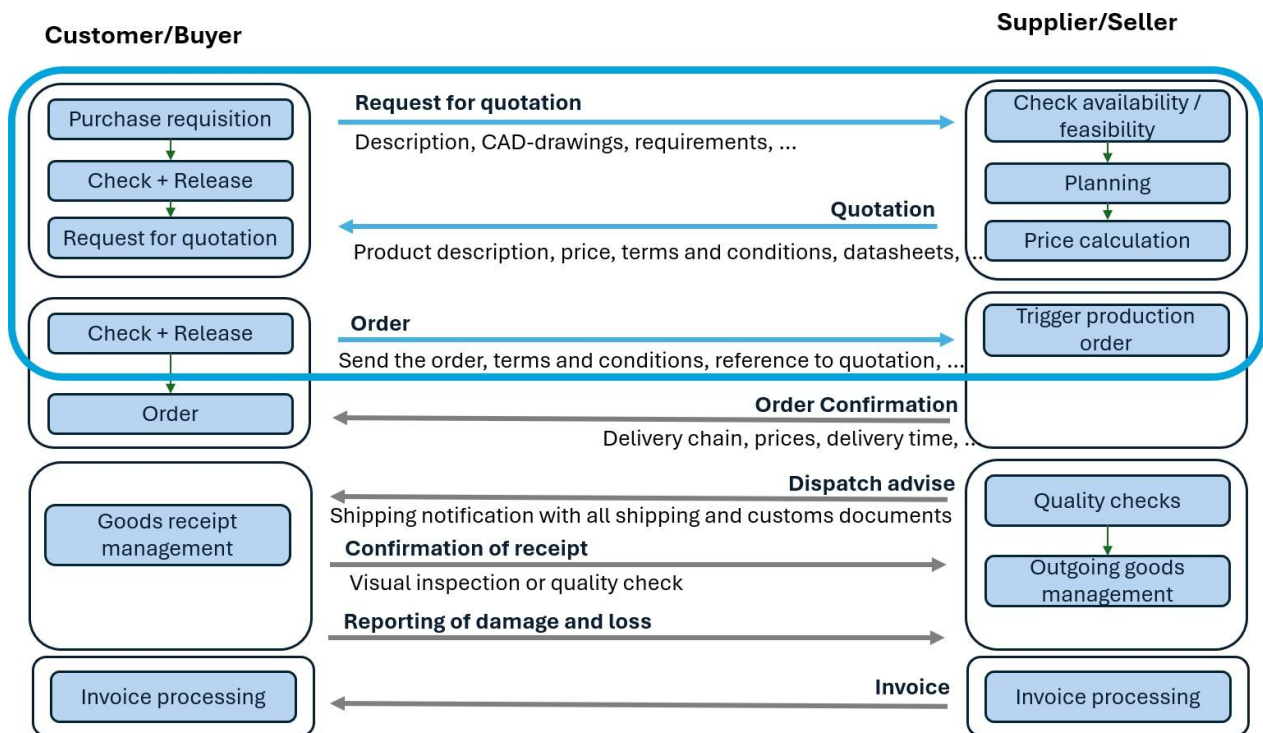 Customer/Buyer
Supplier/Seller
Purchase requisition
Check + Release
Request for quotation
Request for quotation
Description, CAD-drawings, requirements, ...
Quotation
Product description, price, terms and conditions, datasheets, ...
Check availability /
feasibility
Planning
Price calculation
Check + Release
Order
Order
Send the order, terms and conditions, reference to quotation, ...
Trigger production
order
Order Confirmation
Delivery chain, prices, delivery time, ..
Goods receipt
management
Dispatch advise
Shipping notification with all shipping and customs documents
Confirmation of receipt
Visual inspection or quality check
Reporting of damage and loss
Quality checks
Outgoing goods
management
Invoice processing
Invoice
Invoice processing